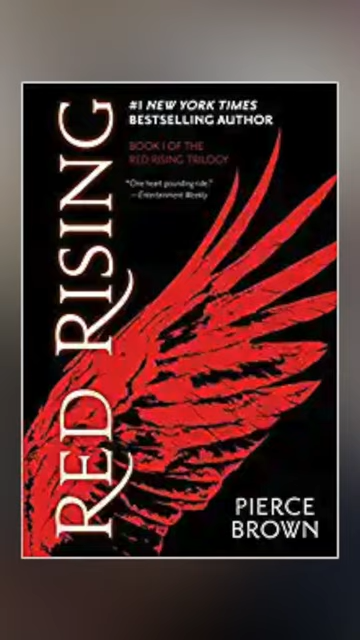 RED RISING
#1 NEW YORK TIMES
BESTSELLING AUTHOR
BOOK I OF THE
RED RISING TRILOGY
"One heart-pounding ride."
—Entertainment Weekly
PIERCE
BROWN